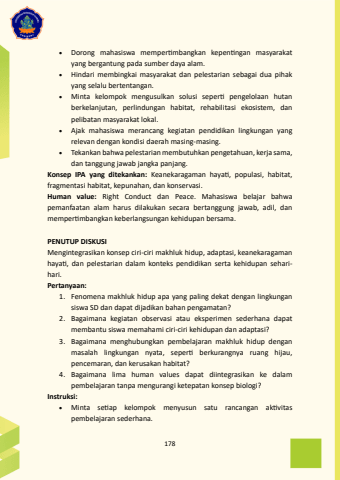 • Dorong mahasiswa mempertimbangkan kepentingan masyarakat
yang bergantung pada sumber daya alam.
• Hindari membingkai masyarakat dan pelestarian sebagai dua pihak
yang selalu bertentangan.
• Minta kelompok mengusulkan solusi seperti pengelolaan hutan
berkelanjutan, perlindungan habitat, rehabilitasi ekosistem, dan
pelibatan masyarakat lokal.
• Ajak mahasiswa merancang kegiatan pendidikan lingkungan yang
relevan dengan kondisi daerah masing-masing.
• Tekankan bahwa pelestarian membutuhkan pengetahuan, kerja sama,
dan tanggung jawab jangka panjang.
Konsep IPA yang ditekankan: Keanekaragaman hayati, populasi, habitat,
fragmentasi habitat, kepunahan, dan konservasi.
Human value: Right Conduct dan Peace. Mahasiswa belajar bahwa
pemanfaatan alam harus dilakukan secara bertanggung jawab, adil, dan
mempertimbangkan keberlangsungan kehidupan bersama.
PENUTUP DISKUSI
Mengintegrasikan konsep ciri-ciri makhluk hidup, adaptasi, keanekaragaman
hayati, dan pelestarian dalam konteks pendidikan serta kehidupan sehari-
hari.
Pertanyaan:
1. Fenomena makhluk hidup apa yang paling dekat dengan lingkungan
siswa SD dan dapat dijadikan bahan pengamatan?
2. Bagaimana kegiatan observasi atau eksperimen sederhana dapat
membantu siswa memahami ciri-ciri kehidupan dan adaptasi?
3. Bagaimana menghubungkan pembelajaran makhluk hidup dengan
masalah lingkungan nyata, seperti berkurangnya ruang hijau,
pencemaran, dan kerusakan habitat?
4. Bagaimana lima human values dapat diintegrasikan ke dalam
pembelajaran tanpa mengurangi ketepatan konsep biologi?
Instruksi:
• Minta setiap kelompok menyusun satu rancangan aktivitas
pembelajaran sederhana.
178